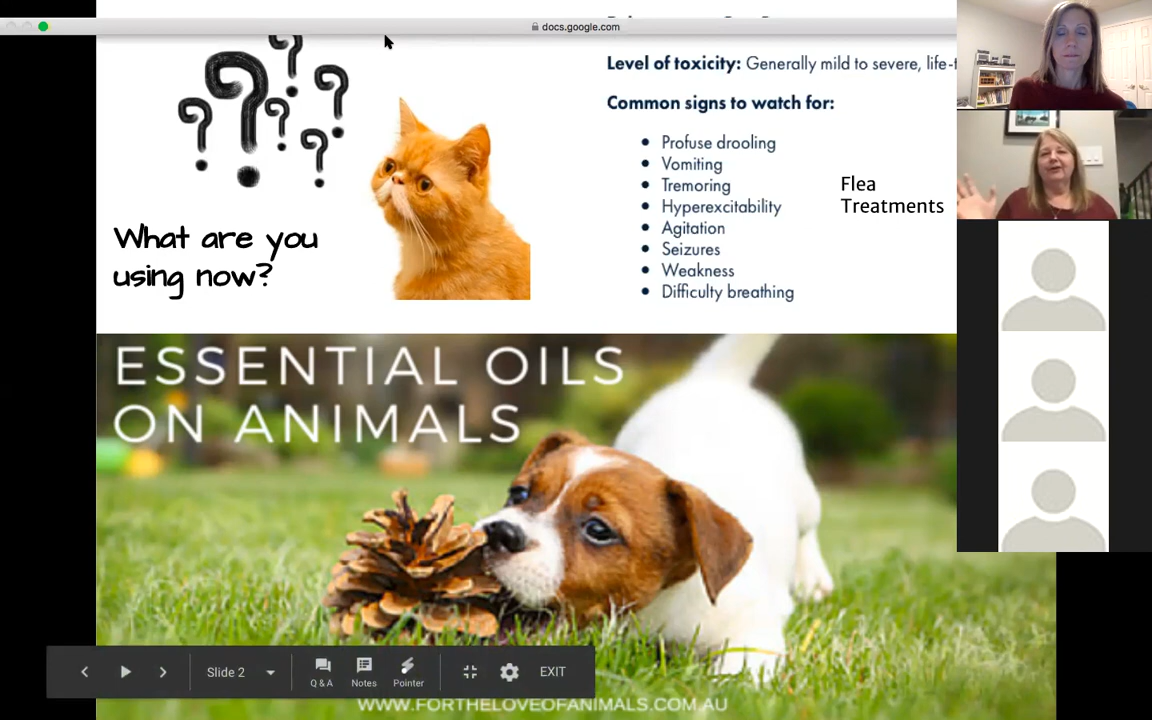 docs.google.com
Level of toxicity: Generally mild to severe, life-t
Common signs to watch for:
Profuse drooling
Vomiting
Tremoring
Hyperexcitability
Agitation
Seizures
Weakness
Difficulty breathing
Flea
Treatments
What are you
using now?
ESSENTIAL OILS
ON ANIMALS
Slide 2
Q & A
Notes
Pointer
EXIT
WWW.FORTHELOVEOFANIMALS.COM.AU